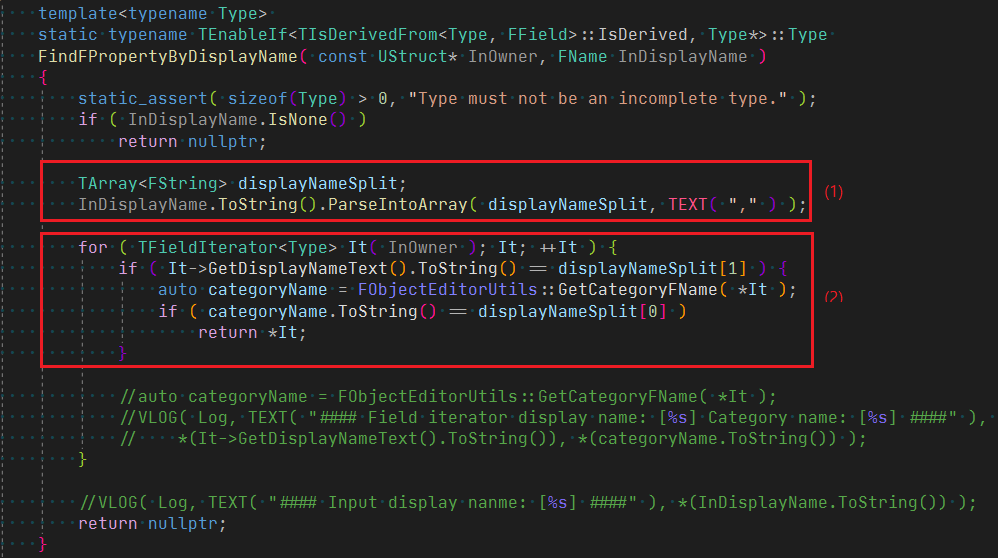 template<typename Type>
static typename TEnableIf<TIsDerivedFrom<Type, FField>::IsDerived, Type*>::Type
FindFPropertyByDisplayName( const UStruct* InOwner, FName InDisplayName )
{
static_assert( sizeof(Type) > 0, "Type must not be an incomplete type." );
if ( InDisplayName.IsNone() )
return nullptr;
TArray<FString> displayNameSplit;
InDisplayName.ToString().ParseIntoArray( displayNameSplit, TEXT( "," ) );
(1)
for ( TFieldIterator<Type> It( InOwner ); It; ++It ) {
if ( It->GetDisplayNameText().ToString() == displayNameSplit[1] ) {
auto categoryName = FObjectEditorUtils::GetCategoryFName( *It );
(2)
if ( categoryName.ToString() == displayNameSplit[0] )
return *It;
}
//auto categoryName = FObjectEditorUtils::GetCategoryFName( *It );
//VLOG( Log, TEXT( "#### Field iterator display name: [%s] Category name: [%s] ####" ),
// *(It->GetDisplayNameText().ToString()), *(categoryName.ToString()) );
}
//VLOG( Log, TEXT( "#### Input display nanme: [%s] ####" ), *(InDisplayName.ToString()) );
return nullptr;
}